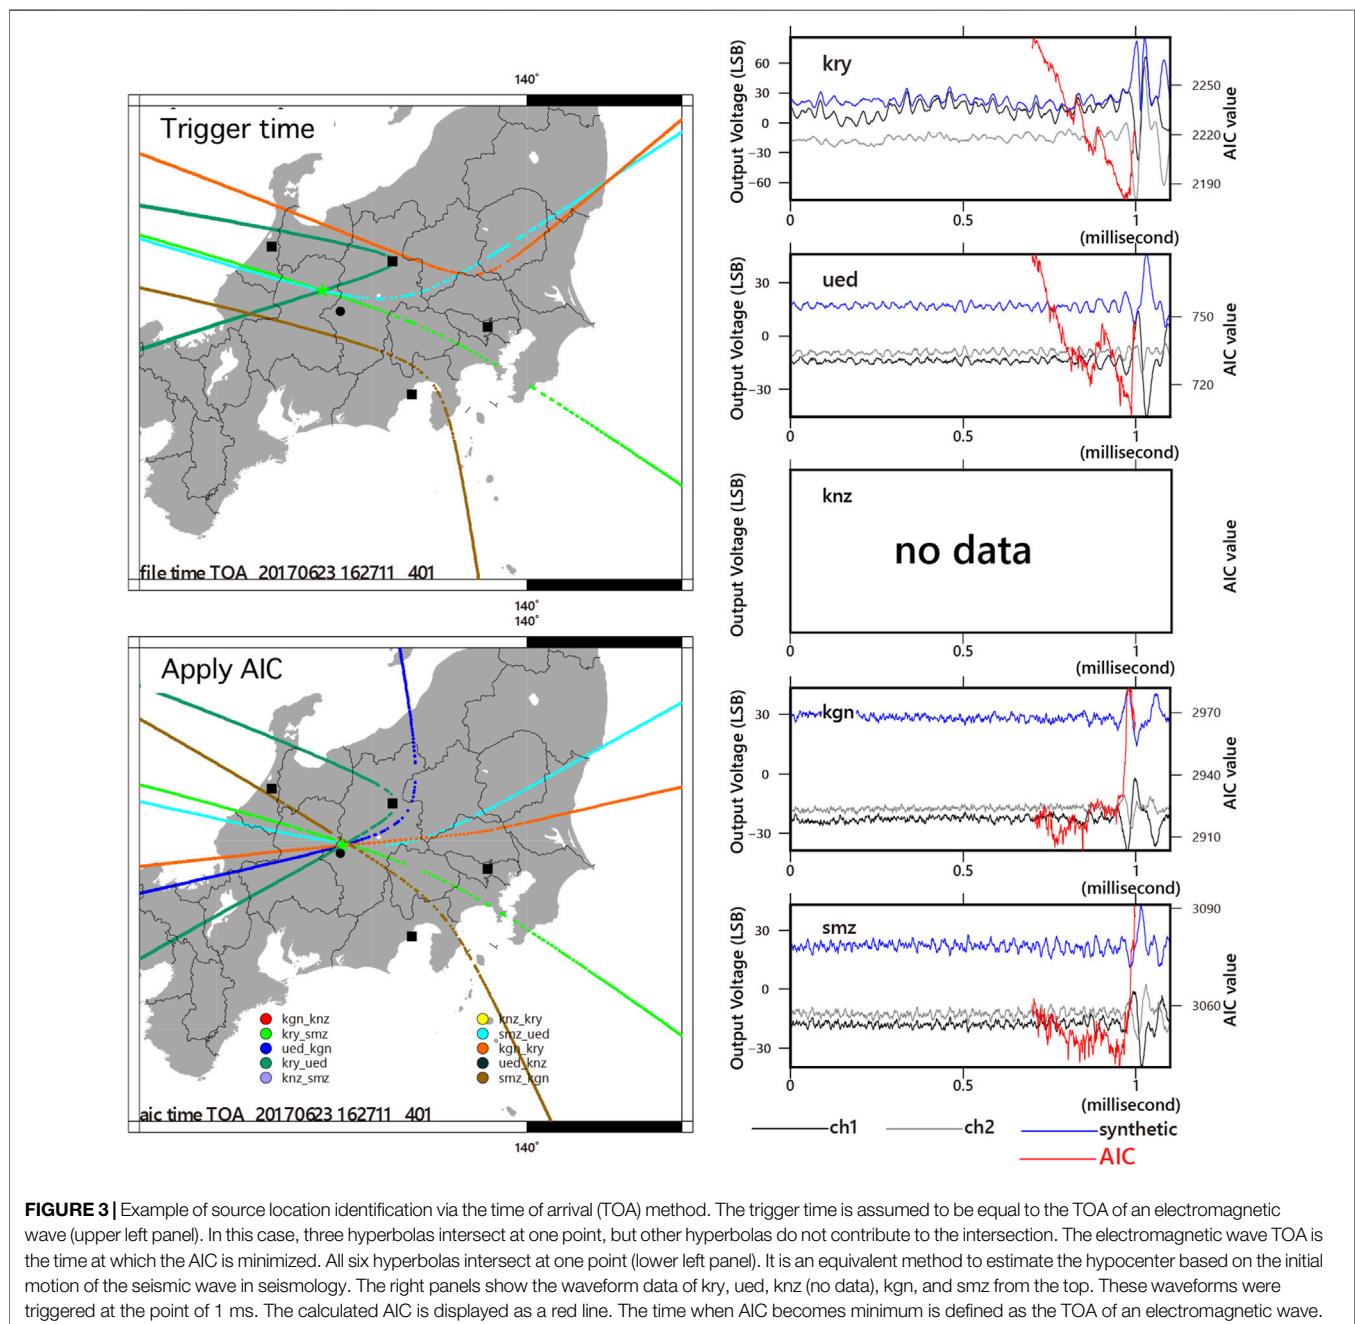 140°
Trigger time
file time TOA 20170623 162711 401
140°
140°
Apply AIC
kgn_knz
kry_smz
ued_kgn
kry_ued
knz_smz
knz_kry
smz_ued
kgn_kry
ued_knz
smz_kgn
aic time TOA 20170623 162711 401
140°
Output Voltage (LSB)
60
30
0
−30
−60
kry
2250
2220
2190
AIC value
0
0.5
1
(millisecond)
Output Voltage (LSB)
30
0
−30
ued
750
720
AIC value
0
0.5
1
(millisecond)
Output Voltage (LSB)
knz
no data
AIC value
0
0.5
1
(millisecond)
Output Voltage (LSB)
30
0
−30
kgn
2970
2940
2910
AIC value
0
0.5
1
(millisecond)
Output Voltage (LSB)
30
0
−30
smz
3090
3060
AIC value
0
0.5
1
(millisecond)
ch1
ch2
synthetic
AIC
FIGURE 3 | Example of source location identification via the time of arrival (TOA) method. The trigger time is assumed to be equal to the TOA of an electromagnetic
wave (upper left panel). In this case, three hyperbolas intersect at one point, but other hyperbolas do not contribute to the intersection. The electromagnetic wave TOA is
the time at which the AIC is minimized. All six hyperbolas intersect at one point (lower left panel). It is an equivalent method to estimate the hypocenter based on the initial
motion of the seismic wave in seismology. The right panels show the waveform data of kry, ued, knz (no data), kgn, and smz from the top. These waveforms were
triggered at the point of 1 ms. The calculated AIC is displayed as a red line. The time when AIC becomes minimum is defined as the TOA of an electromagnetic wave.